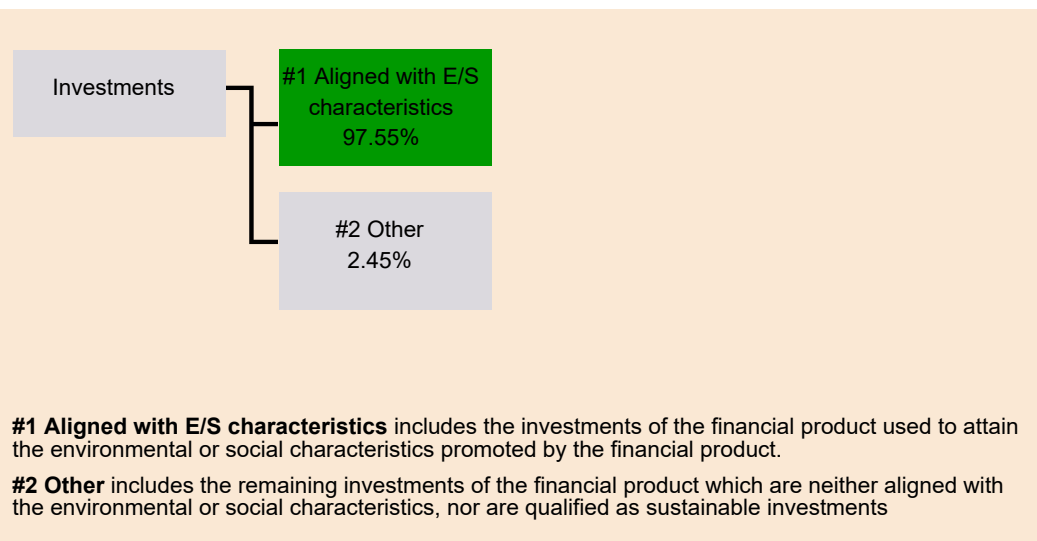 Investments
#1 Aligned with E/S
characteristics
97.55%
#2 Other
2.45%
#1 Aligned with E/S characteristics includes the investments of the financial product used to attain
the environmental or social characteristics promoted by the financial product.
#2 Other includes the remaining investments of the financial product which are neither aligned with
the environmental or social characteristics, nor are qualified as sustainable investments